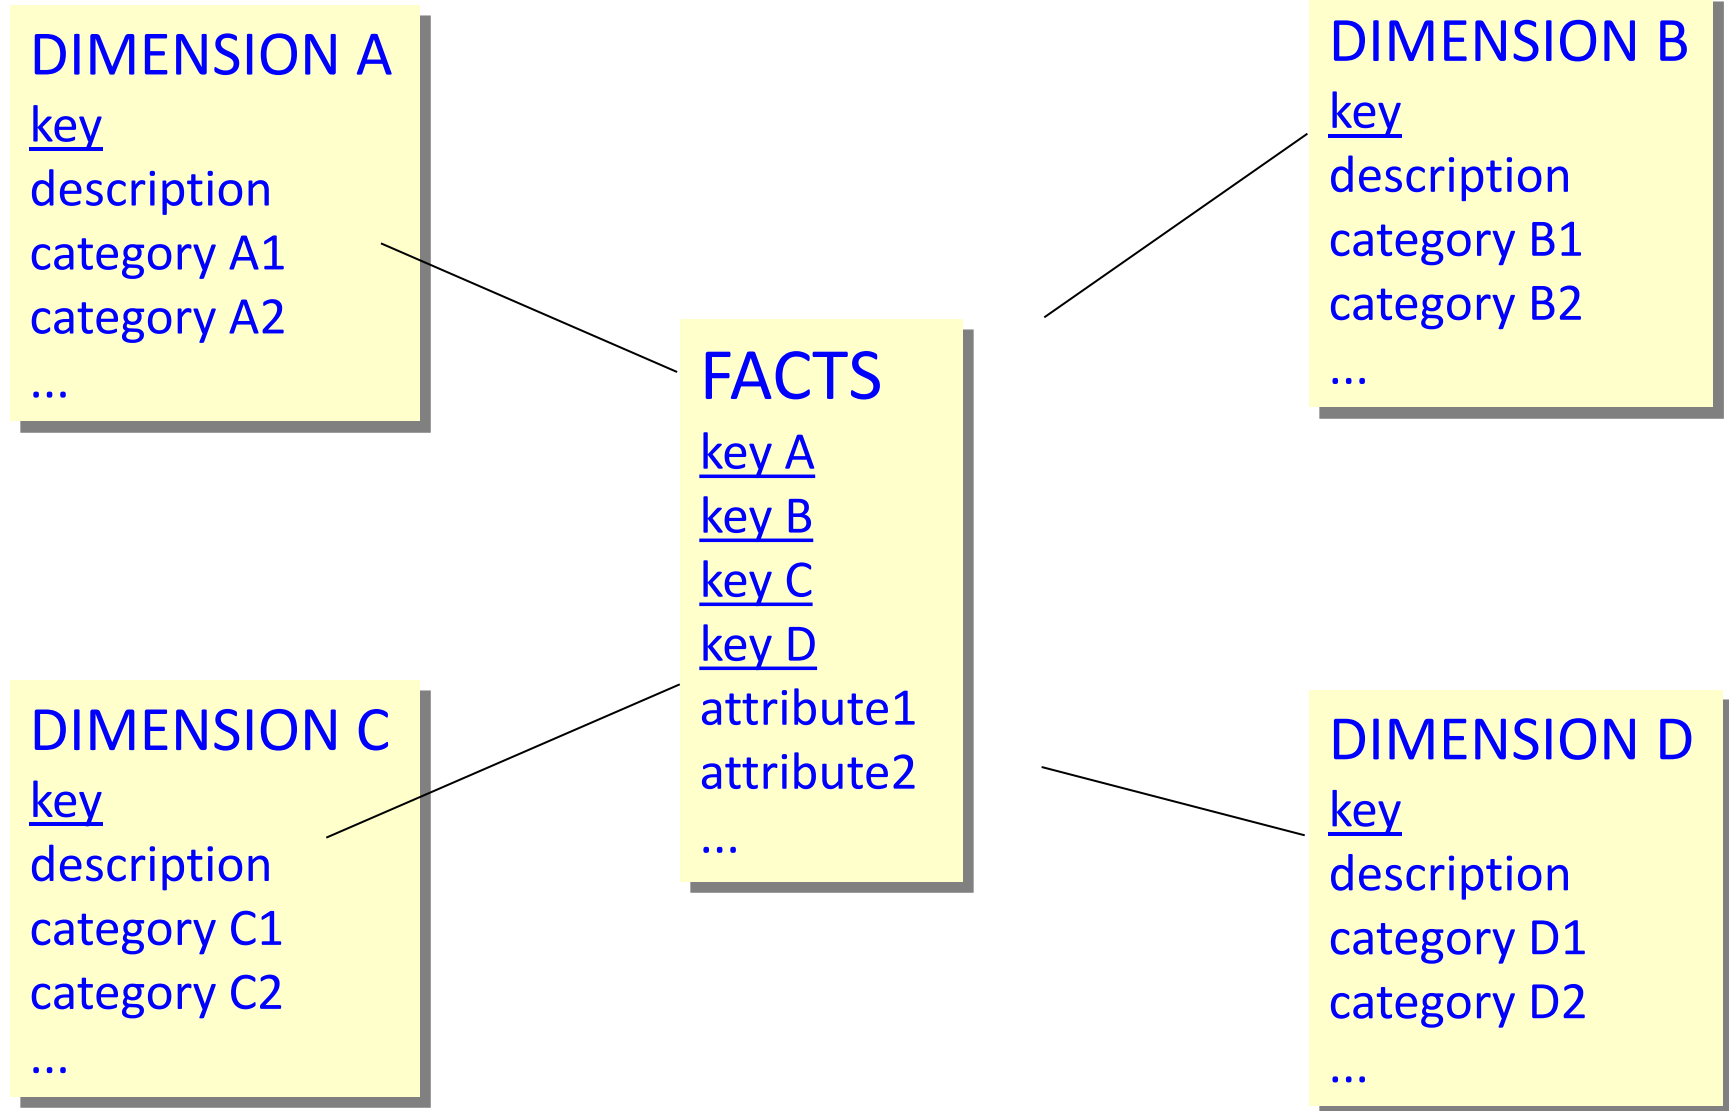 DIMENSION A
key
description
category A1
category A2
...
DIMENSION B
key
description
category B1
category B2
...
FACTS
key A
key B
key C
key D
attribute1
attribute2
...
DIMENSION C
key
description
category C1
category C2
...
DIMENSION D
key
description
category D1
category D2
...